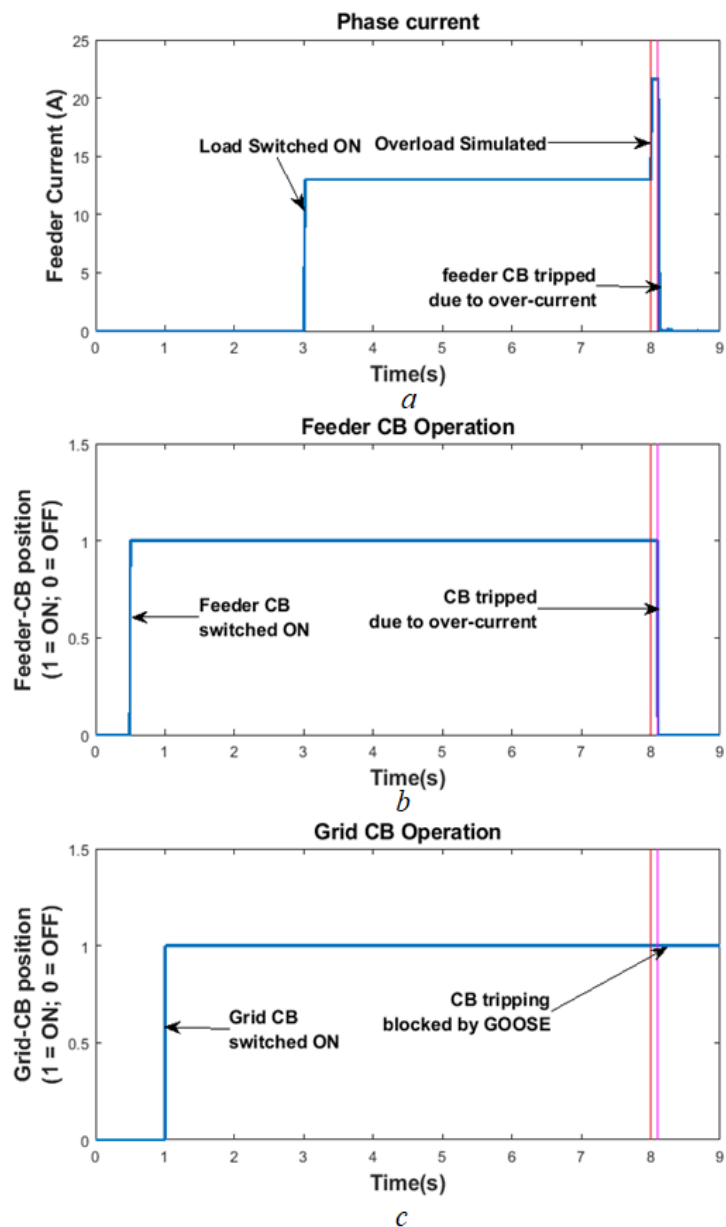 Phase current
25
20
15
10
5
0
Feeder Current (A)
Load Switched ON
Overload Simulated
feeder CB tripped
due to over-current
0 1 2 3 4 5 6 7 8 9
Time(s)
a
Feeder CB Operation
1.5
1
0.5
0
Feeder-CB position
(1 = ON; 0 = OFF)
Feeder CB
switched ON
CB tripped
due to over-current
0 1 2 3 4 5 6 7 8 9
Time(s)
b
Grid CB Operation
1.5
1
0.5
0
Grid-CB position
(1 = ON; 0 = OFF)
Grid CB
switched ON
CB tripping
blocked by GOOSE
0 1 2 3 4 5 6 7 8 9
Time(s)
c